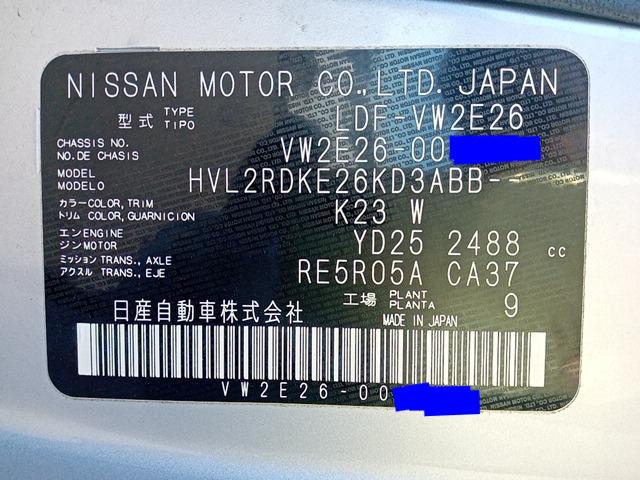 NISSAN MOTOR CO.,LTD. JAPAN
型式 TYPE TIPO LDF-VW2E26
CHASSIS NO. NO.DE CHASIS VW2E26-00
MODEL MODELO HVL2RDKE26KD3ABB--
カラー COLOR, TRIM トリム COLOR, GUARNICION K23 W
エンジン ENGINE MOTOR YD25 2488 cc
ミッション TRANS., AXLE アクスル TRANS., EJE RE5R05A CA37
工場 PLANT PLANTA 9
日産自動車株式会社 MADE IN JAPAN
VW2E26-00